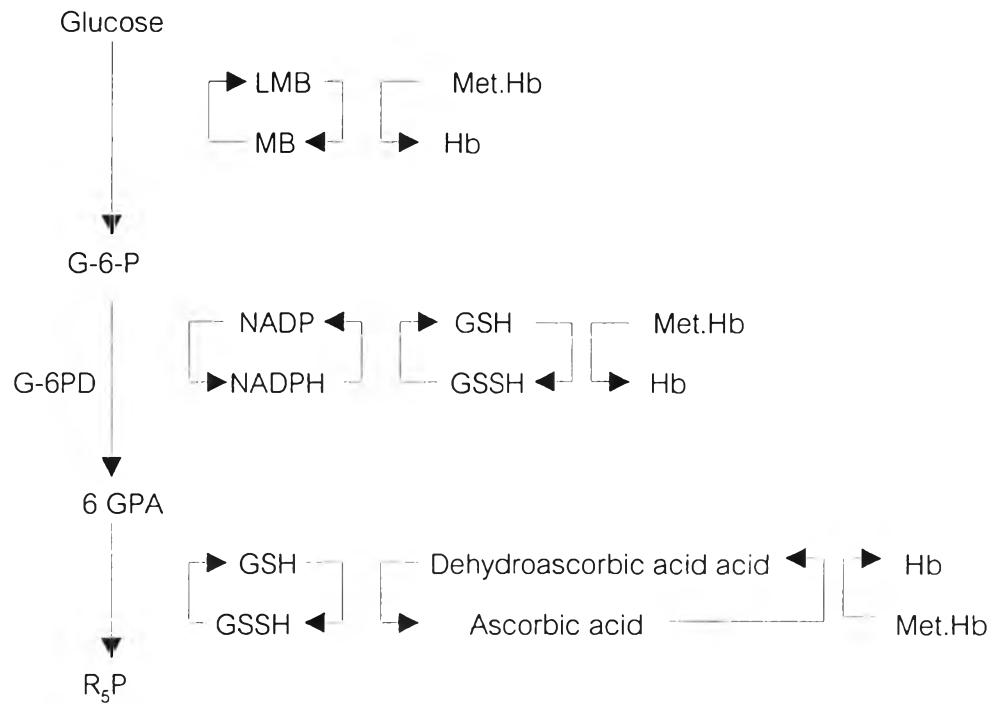 Glucose
LMB Met.Hb
MB Hb
G-6-P
NADP GSH Met.Hb
G-6PD NADPH GSSH Hb
6 GPA
GSH Dehydroascorbic acid acid Hb
GSSH Ascorbic acid Met.Hb
R₅P